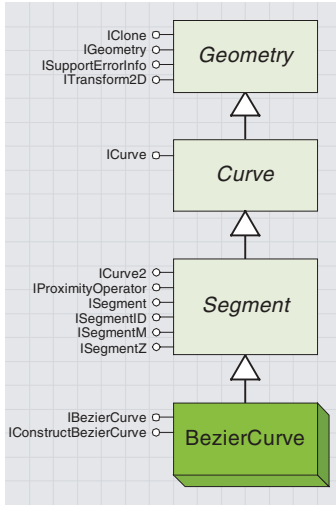 IClone
IGeometry
ISupportErrorInfo
ITransform2D
Geometry
ICurve
Curve
ICurve2
IProximityOperator
ISegment
ISegmentID
ISegmentM
ISegmentZ
Segment
IBezierCurve
IConstructBezierCurve
BezierCurve